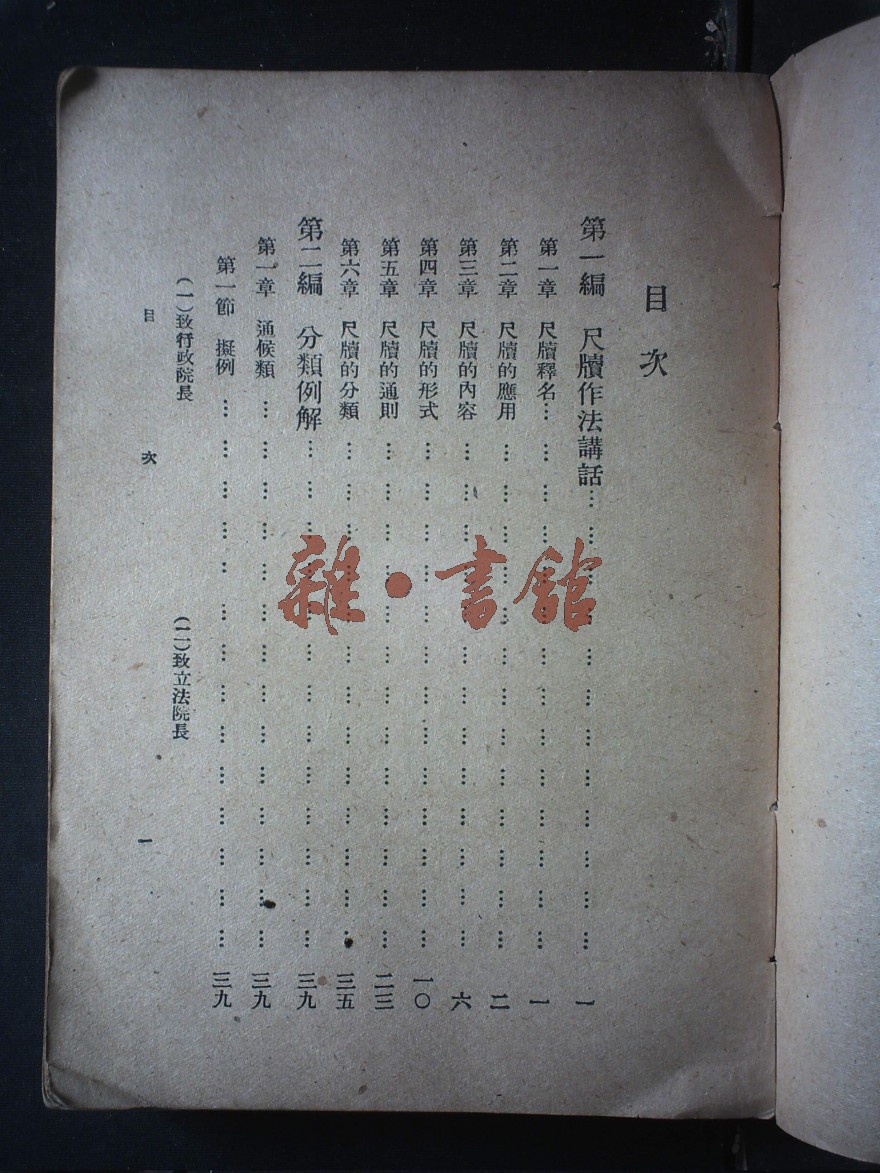 目次
第一編 尺牘作法講話……………………………一
第一章 尺牘釋名……………………………一
第二章 尺牘的應用……………………………二
第三章 尺牘的內容……………………………六
第四章 尺牘的形式……………………………一〇
第五章 尺牘的通則……………………………二三
第六章 尺牘的分類……………………………三五
第二編 分類例解……………………………三九
第一章 通候類……………………………三九
第一節 擬例……………………………三九
(一)致行政院長 (二)致立法院長
目次 一
雜·書館